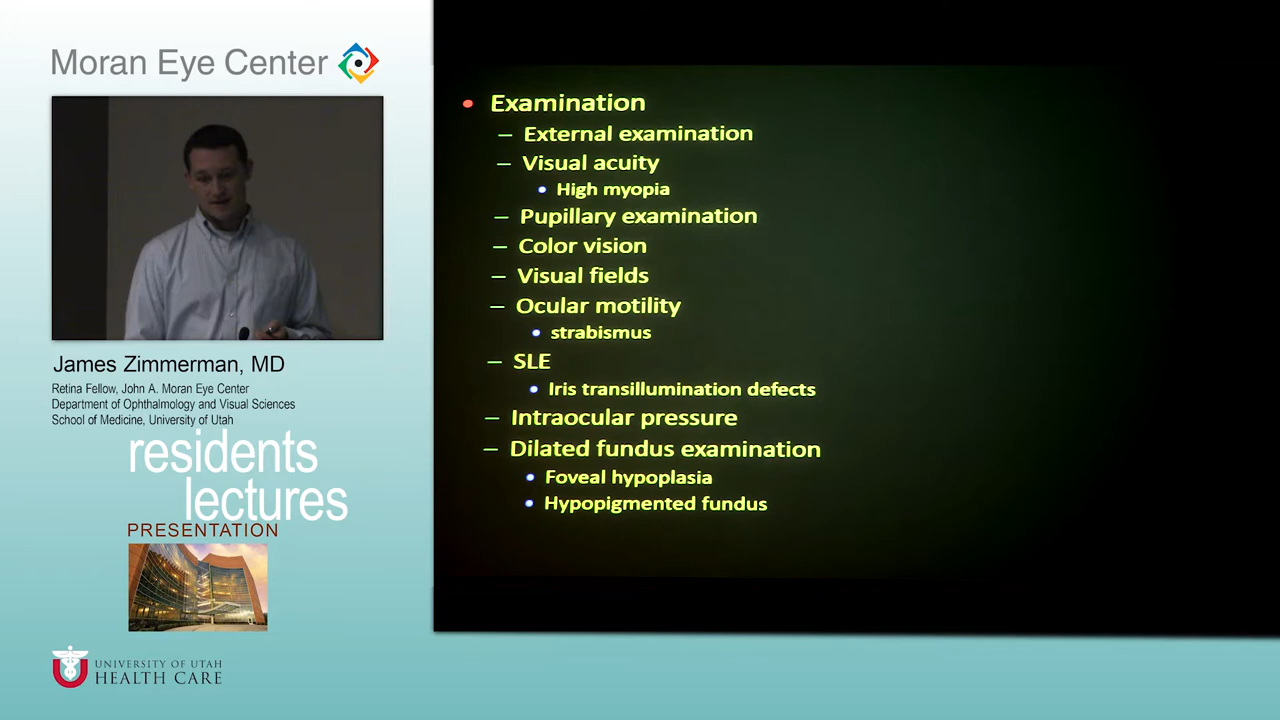 Moran Eye Center
James Zimmerman, MD
Retina Fellow, John A. Moran Eye Center
Department of Ophthalmology and Visual Sciences
School of Medicine, University of Utah
residents
lectures
PRESENTATION
UNIVERSITY OF UTAH
HEALTH CARE
• Examination
– External examination
– Visual acuity
• High myopia
– Pupillary examination
– Color vision
– Visual fields
– Ocular motility
• strabismus
– SLE
• Iris transillumination defects
– Intraocular pressure
– Dilated fundus examination
• Foveal hypoplasia
• Hypopigmented fundus